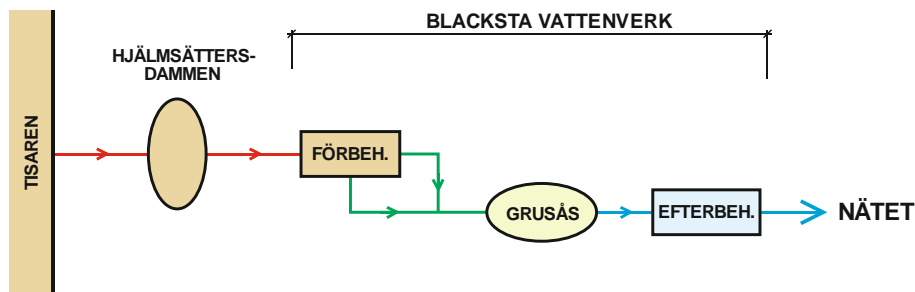 BLACKSTA VATTENVERK
HJÄLMSÄTTERS-
DAMMEN
TISAREN
FÖRBEH.
GRUSÅS
EFTERBEH.
NÄTET